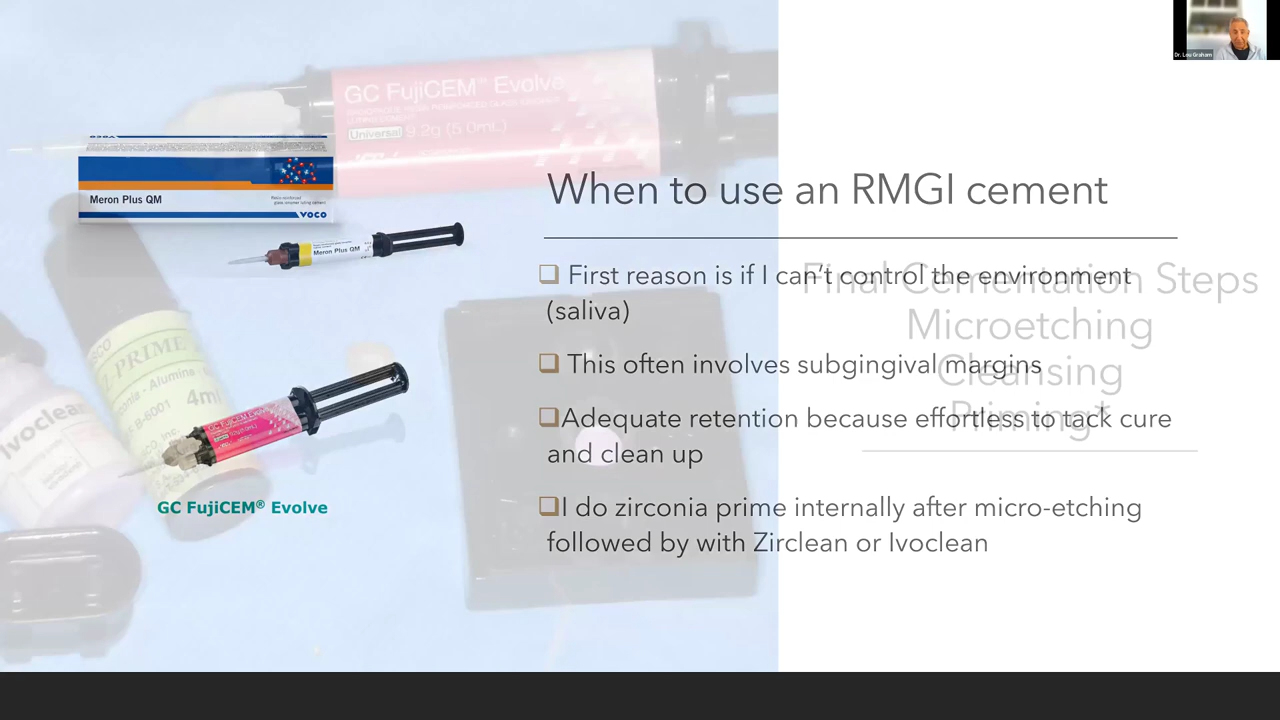 Dr. Lou Graham
GC FujiCEM® Evolve
Universal 9.2g (5.0mL)
Meron Plus QM
VOCO
Meron Plus QM
When to use an RMGI cement
First reason is if I can't control the environment
(saliva)
This often involves subgingival margins
Adequate retention because effortless to tack cure
and clean up
I do zirconia prime internally after micro-etching
followed by with Zirclean or Ivoclean
Final Cementation Steps
Microetching
Cleansing
Priming*
PRIME
Alumina
4ml
Ivoclean
GC FujiCEM® Evolve